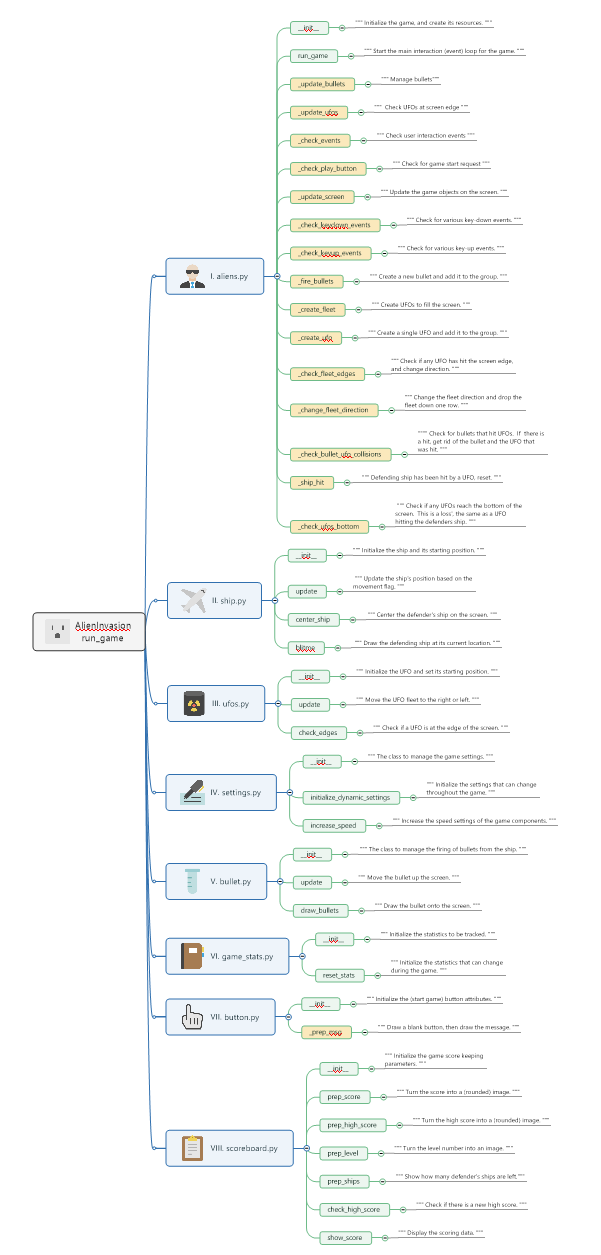 AlienInvasion
run_game
I. aliens.py
__init__
""" Initialize the game, and create its resources. """
run_game
""" Start the main interaction (event) loop for the game. """
_update_bullets
""" Manage bullets"""
_update_ufos
""" Check UFOs at screen edge """
_check_events
""" Check user interaction events """
_check_play_button
""" Check for game start request """
_update_screen
""" Update the game objects on the screen. """
_check_keydown_events
""" Check for various key-down events. """
_check_keyup_events
""" Check for various key-up events. """
_fire_bullets
""" Create a new bullet and add it to the group. """
_create_fleet
""" Create UFOs to fill the screen. """
_create_ufo
""" Create a single UFO and add it to the group. """
_check_fleet_edges
""" Check if any UFO has hit the screen edge,
and change direction. """
_change_fleet_direction
""" Change the fleet direction and drop the
fleet down one row. """
_check_bullet_ufo_collisions
"""" Check for bullets that hit UFOs.  If  there is
a hit, get rid of the bullet and the UFO that
was hit. """
_ship_hit
""" Defending ship has been hit by a UFO, reset. """
_check_ufos_bottom
""" Check if any UFOs reach the bottom of the
screen.  'This is a loss', the same as a UFO
hitting the defenders ship. """
II. ship.py
__init__
""" Initialize the ship and its starting position. """
update
""" Update the ship's position based on the
movement flag. """
center_ship
""" Center the defender's ship on the screen. """
blitme
""" Draw the defending ship at its current location. """
III. ufos.py
__init__
""" Initialize the UFO and set its starting position. """
update
""" Move the UFO fleet to the right or left. """
check_edges
""" Check if a UFO is at the edge of the screen. """
IV. settings.py
__init__
""" The class to manage the game settings. """
initialize_dynamic_settings
""" Initialize the settings that can change
throughout the game. """
increase_speed
""" Increase the speed settings of the game components. """
V. bullet.py
__init__
""" The class to manage the firing of bullets from the ship. """
update
""" Move the bullet up the screen. """
draw_bullets
""" Draw the bullet onto the screen. """
VI. game_stats.py
__init__
""" Initialize the statistics to be tracked. """
reset_stats
""" Initialize the statistics that can change
during the game. """
VII. button.py
__init__
""" Initialize the (start game) button attributes. """
_prep_msg
""" Draw a blank button, then draw the message. """
VIII. scoreboard.py
__init__
""" Initialize the game score keeping
parameters. """
prep_score
""" Turn the score into a (rounded) image. """
prep_high_score
""" Turn the high score into a (rounded) image. """
prep_level
""" Turn the level number into an image. """
prep_ships
""" Show how many defender's ships are left."""
check_high_score
""" Check if there is a new high score. """
show_score
""" Display the scoring data. """